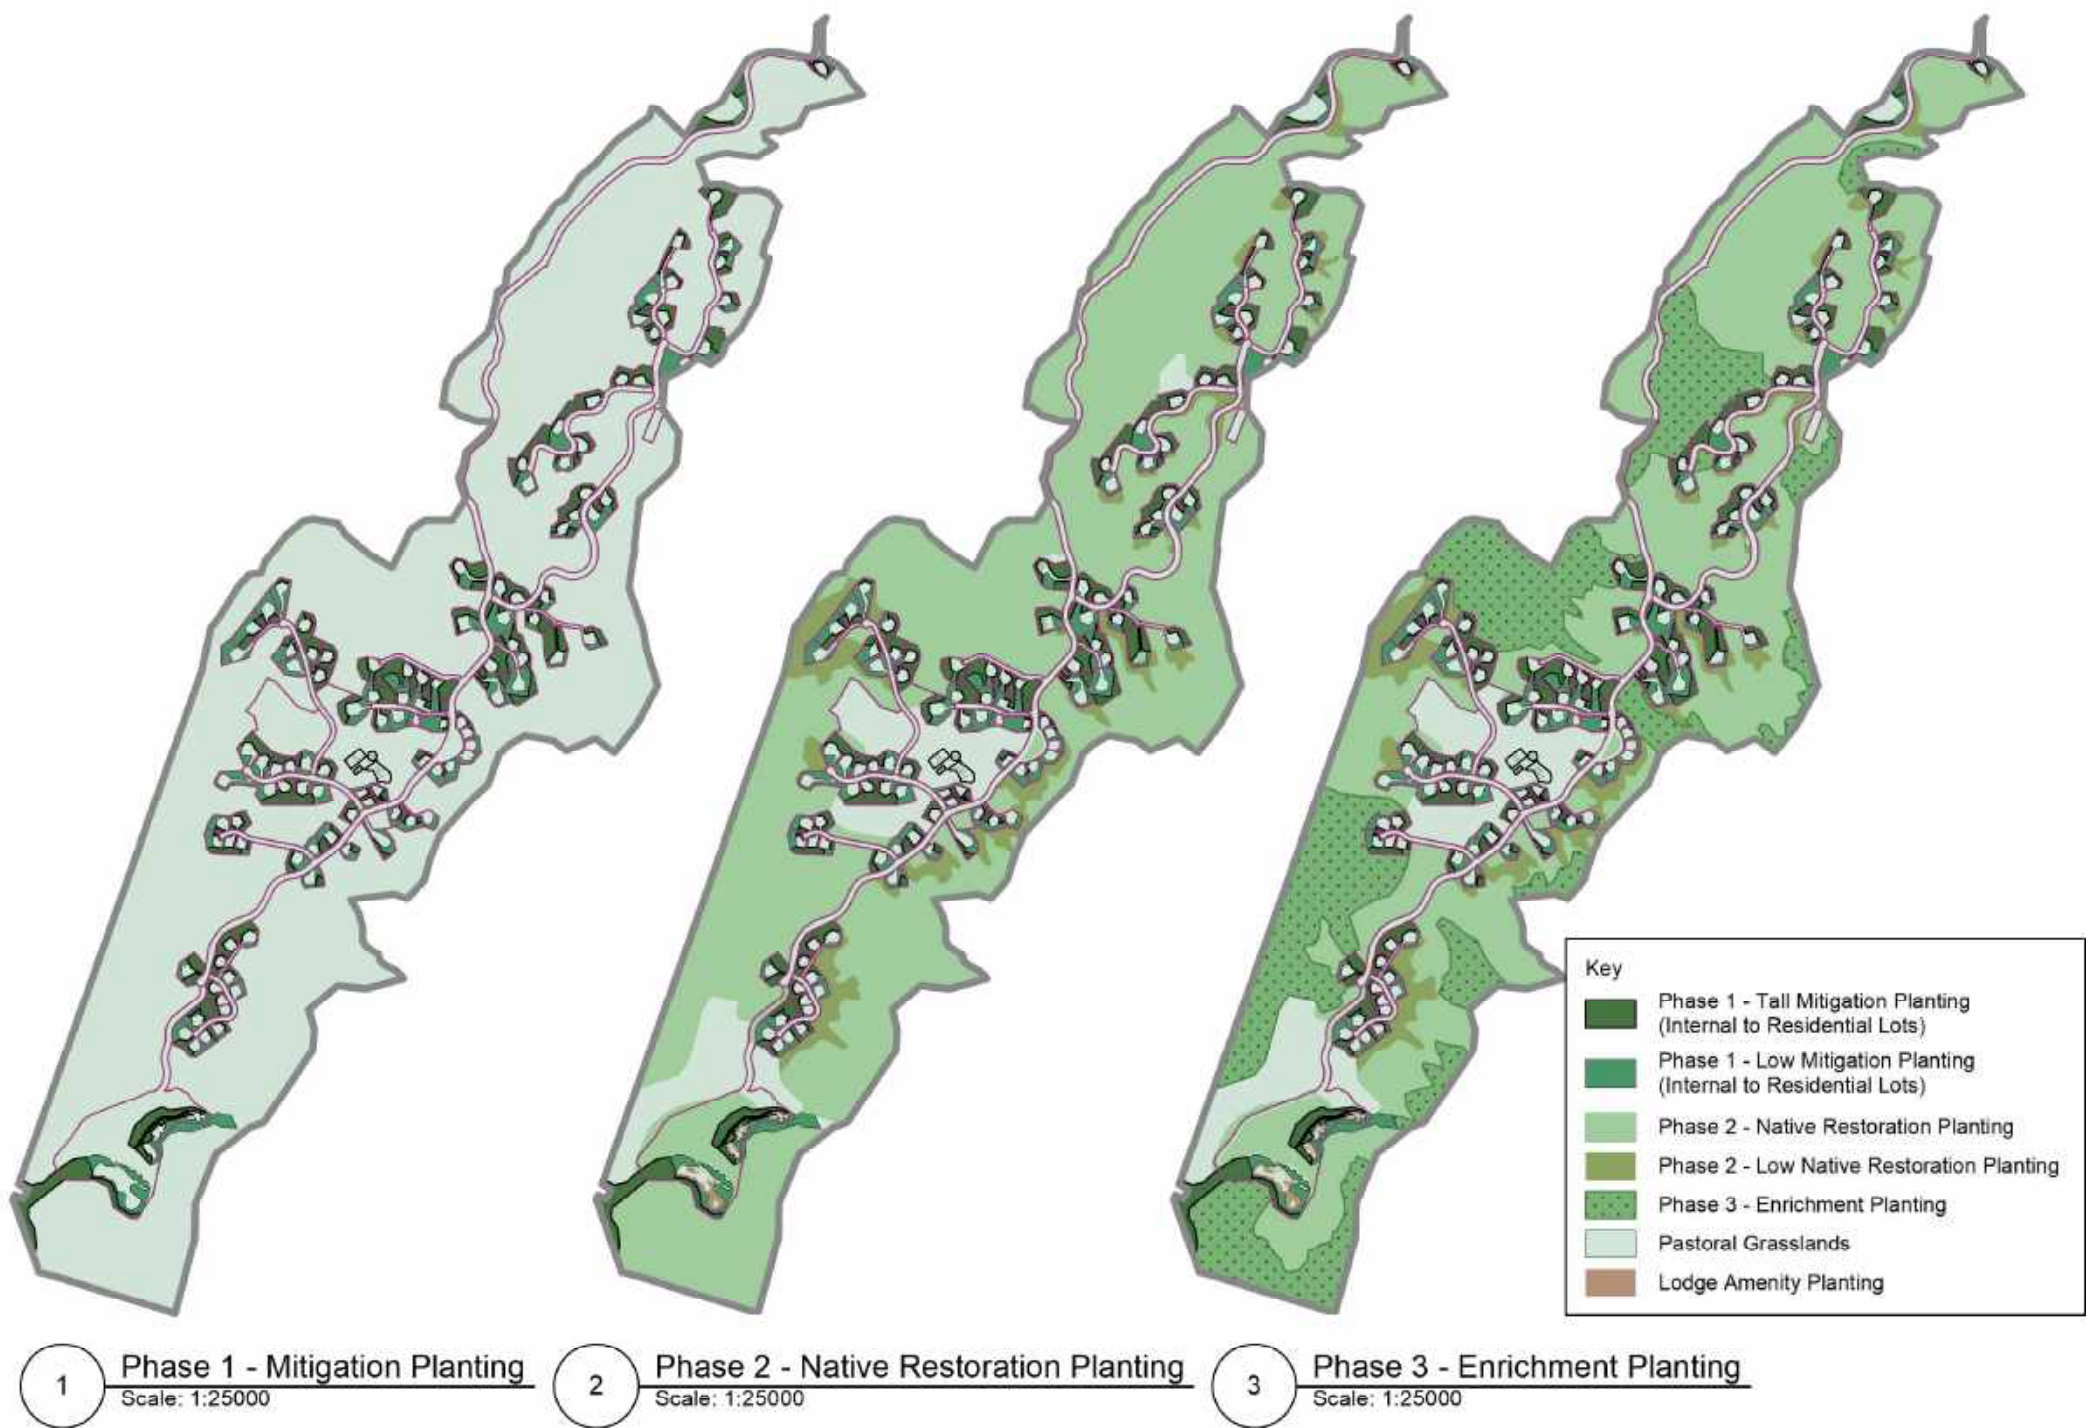 Key
Phase 1 - Tall Mitigation Planting
(Internal to Residential Lots)
Phase 1 - Low Mitigation Planting
(Internal to Residential Lots)
Phase 2 - Native Restoration Planting
Phase 2 - Low Native Restoration Planting
Phase 3 - Enrichment Planting
Pastoral Grasslands
Lodge Amenity Planting
1
Phase 1 - Mitigation Planting
Scale: 1:25000
2
Phase 2 - Native Restoration Planting
Scale: 1:25000
3
Phase 3 - Enrichment Planting
Scale: 1:25000